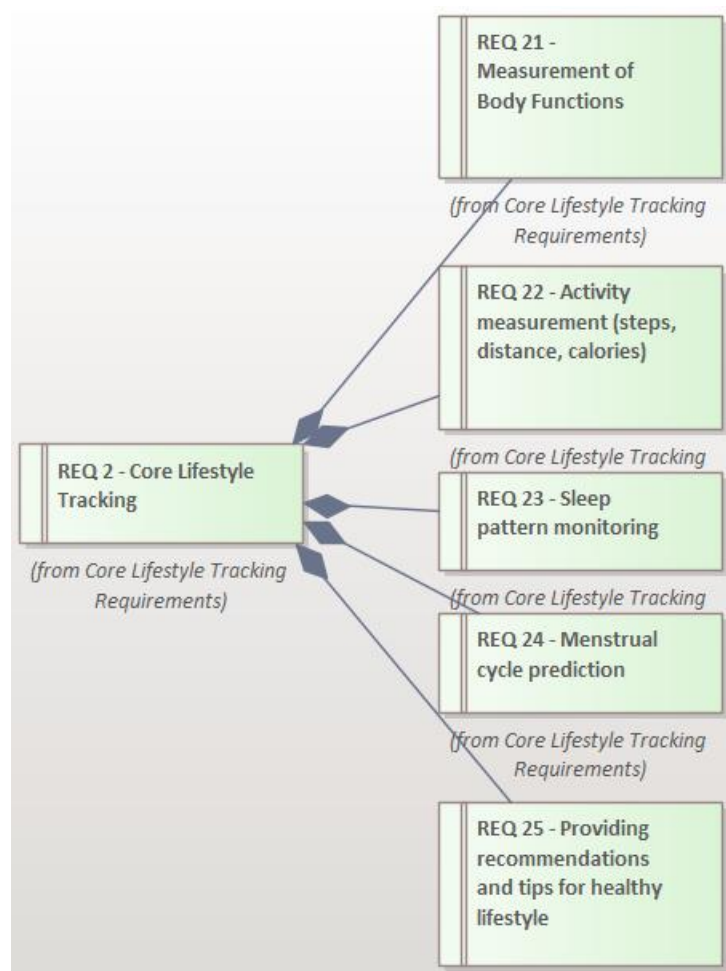 REQ 21 -
Measurement of
Body Functions
(from Core Lifestyle Tracking
Requirements)
REQ 22 - Activity
measurement (steps,
distance, calories)
(from Core Lifestyle Tracking
REQ 2 - Core Lifestyle
Tracking
(from Core Lifestyle Tracking
Requirements)
REQ 23 - Sleep
pattern monitoring
(from Core Lifestyle Tracking
REQ 24 - Menstrual
cycle prediction
(from Core Lifestyle Tracking
Requirements)
REQ 25 - Providing
recommendations
and tips for healthy
lifestyle